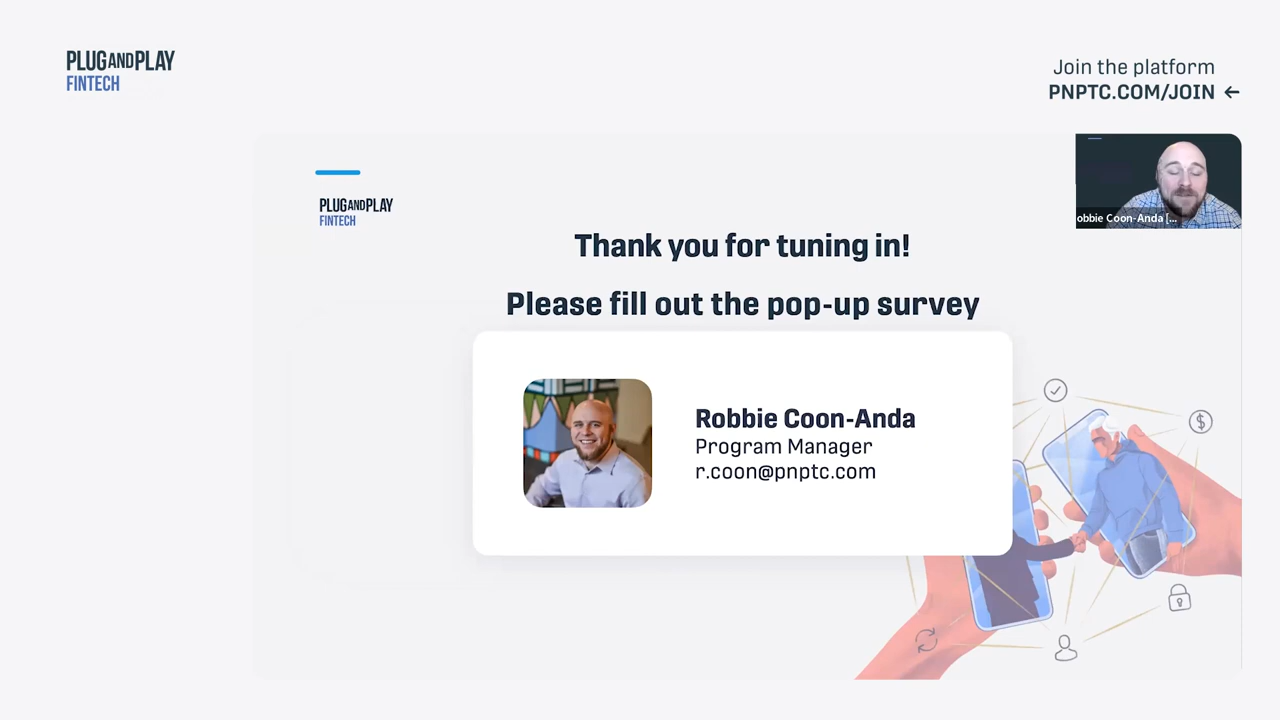 PLUGANDPLAY
FINTECH
Join the platform
PNPTC.COM/JOIN ←
PLUGANDPLAY
FINTECH
obbie Coon-Anda [...
Thank you for tuning in!
Please fill out the pop-up survey
Robbie Coon-Anda
Program Manager
r.coon@pnptc.com